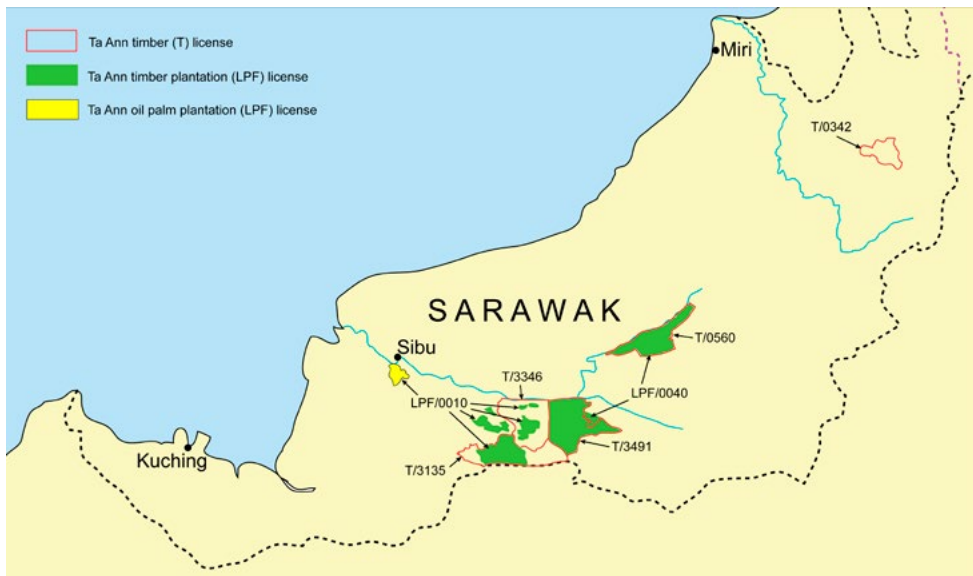 Ta Ann timber (T) license
Ta Ann timber plantation (LPF) license
Ta Ann oil palm plantation (LPF) license
Miri
T/0342
SARAWAK
T/0560
Sibu
T/3346
LPF/0010
LPF/0040
T/3491
Kuching
T/3135